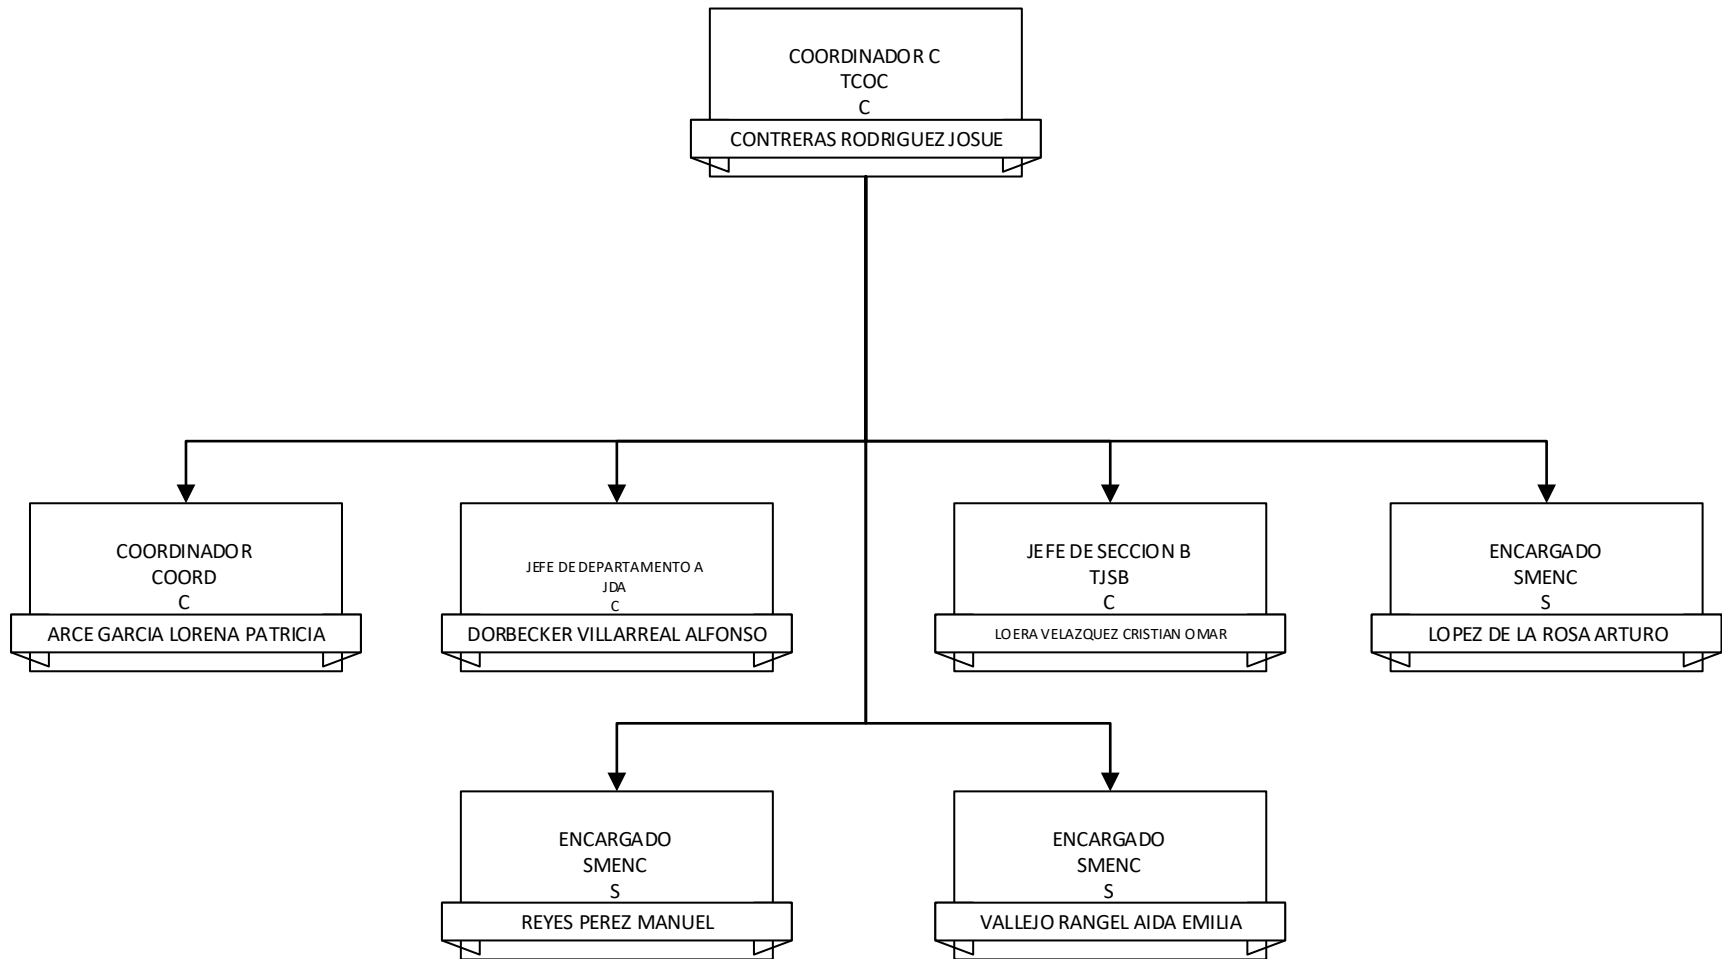 COORDINADOR C
TCOC
C
CONTRERAS RODRIGUEZ JOSUE
COORDINADOR
COORD
C
ARCE GARCIA LORENA PATRICIA
JEFE DE DEPARTAMENTO A
JDA
C
DORBECKER VILLARREAL ALFONSO
JEFE DE SECCION B
TJSB
C
LOERA VELAZQUEZ CRISTIAN OMAR
ENCARGADO
SMENC
S
LOPEZ DE LA ROSA ARTURO
ENCARGADO
SMENC
S
REYES PEREZ MANUEL
ENCARGADO
SMENC
S
VALLEJO RANGEL AIDA EMILIA